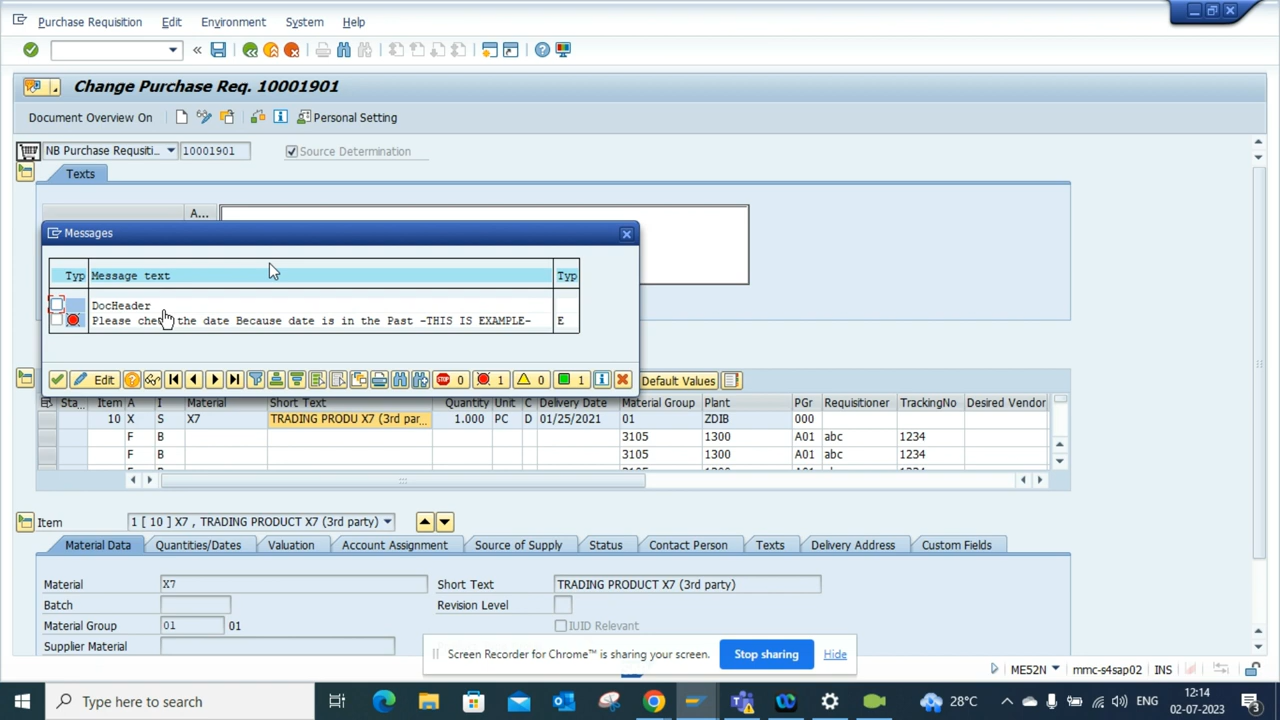 Purchase Requisition Edit Environment System Help
Change Purchase Req. 10001901
Document Overview On Personal Setting
NB Purchase Requsiti... 10001901 Source Determination
Texts
A...
Messages
Typ Message text Typ
DocHeader
Please check the date Because date is in the Past -THIS IS EXAMPLE- E
Edit 0 1 0 1 Default Values
Sta... Item A I Material Short Text Quantity Unit C Delivery Date Material Group Plant PGr Requisitioner TrackingNo Desired Vendor
10 X S X7 TRADING PRODU X7 (3rd par... 1.000 PC D 01/25/2021 01 ZDIB 000
F B 3105 1300 A01 abc 1234
F B 3105 1300 A01 abc 1234
Item 1 [ 10 ] X7 , TRADING PRODUCT X7 (3rd party)
Material Data Quantities/Dates Valuation Account Assignment Source of Supply Status Contact Person Texts Delivery Address Custom Fields
Material X7 Short Text TRADING PRODUCT X7 (3rd party)
Batch Revision Level
Material Group 01 01 IUID Relevant
Supplier Material
Screen Recorder for Chrome™ is sharing your screen. Stop sharing Hide
ME52N mmc-s4sap02 INS
Type here to search 28°C ENG 12:14
02-07-2023 3